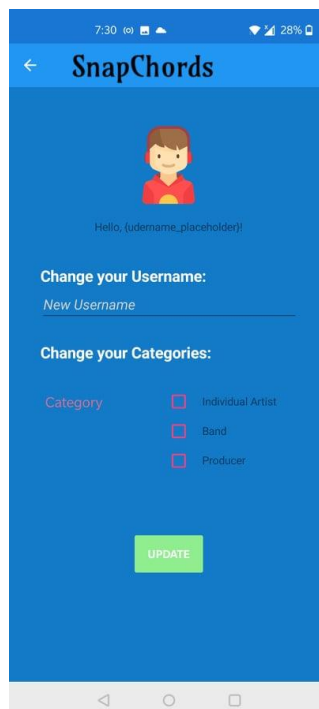 7:30 28%
SnapChords
Hello, {udername_placeholder}!
Change your Username:
New Username
Change your Categories:
Category
Individual Artist
Band
Producer
UPDATE